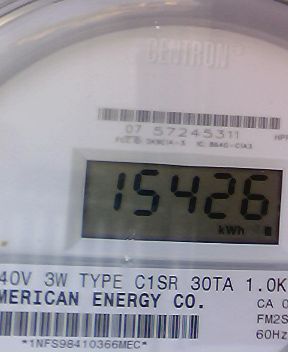 CENTRON®
07 57245311
15426
kWh
40V 3W TYPE C1SR 30TA 1.0K
MERICAN ENERGY CO.
CA 0
FM2S
60Hz
*1NFS98410366MEC*